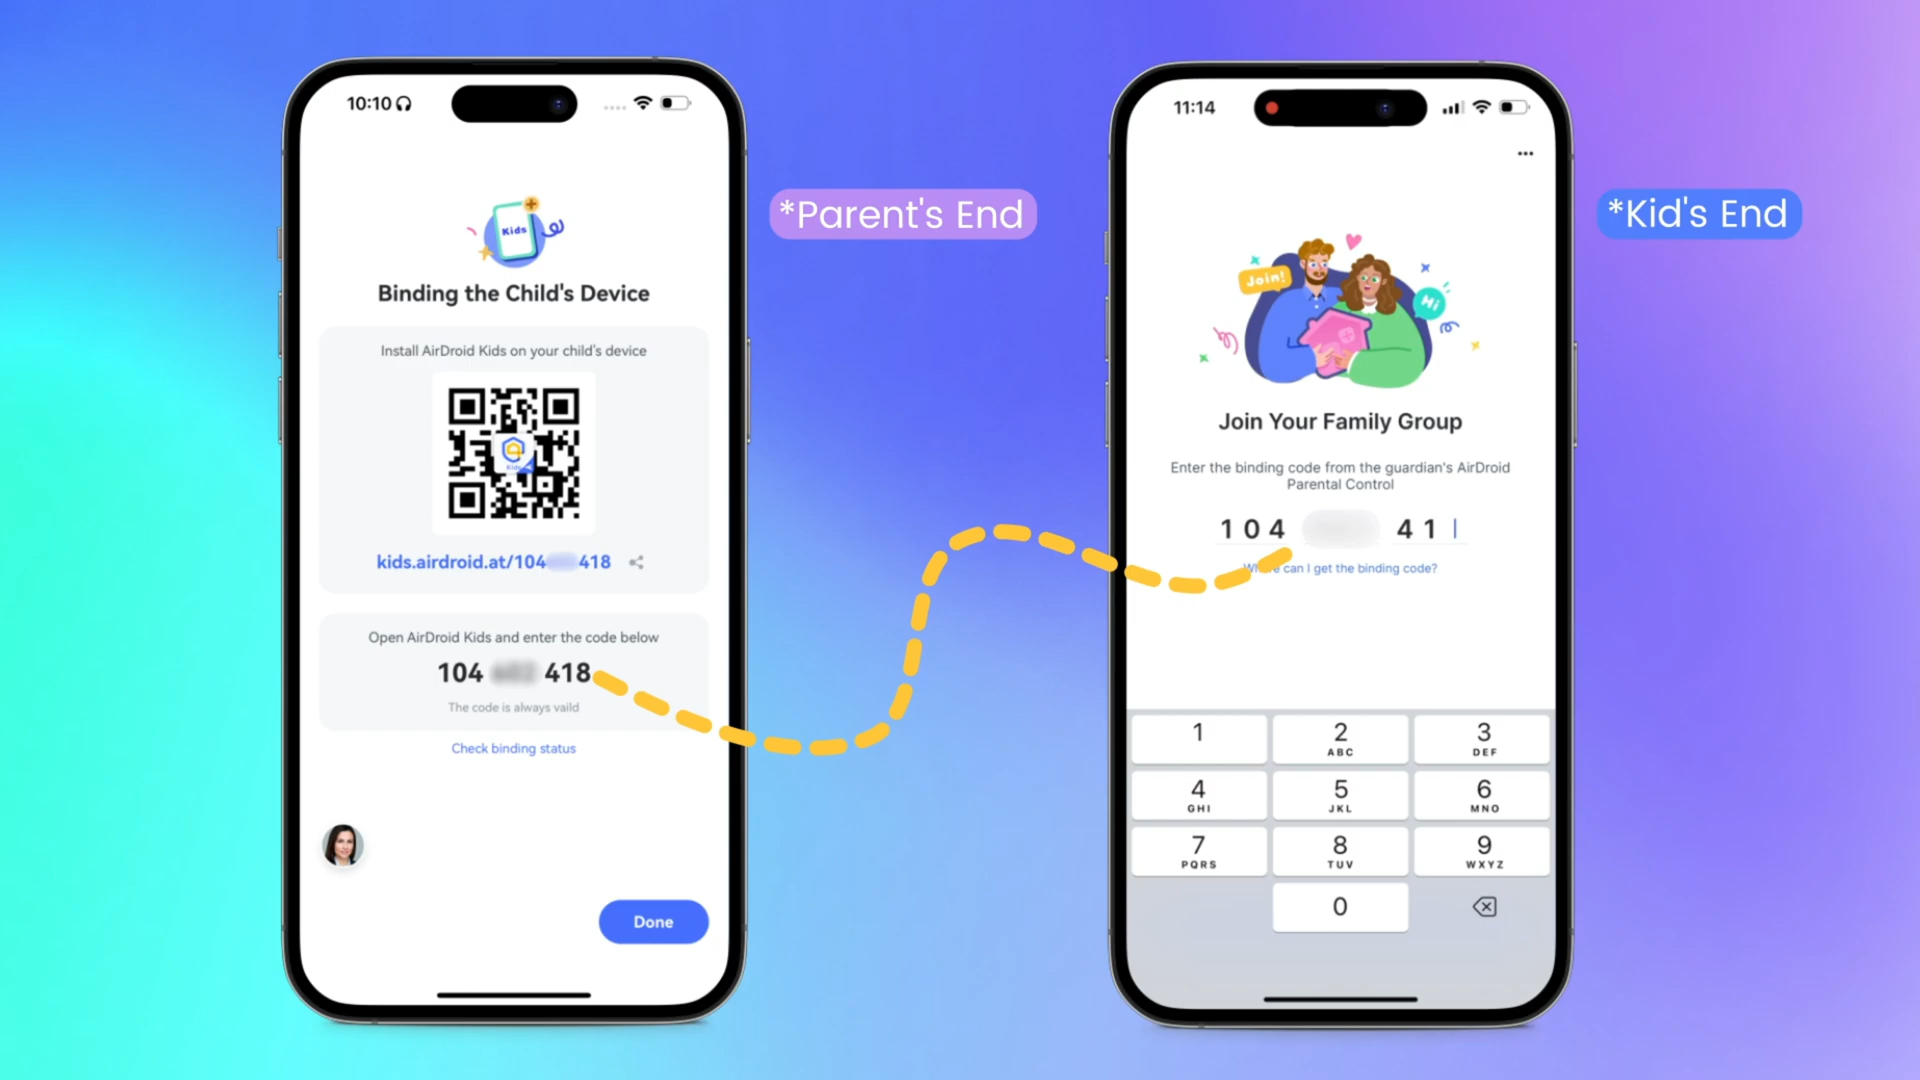 10:10
Kids
Binding the Child's Device
Install AirDroid Kids on your child's device
Kids
kids.airdroid.at/104 418
Open AirDroid Kids and enter the code below
104 418
The code is always vaild
Check binding status
Done
*Parent's End
11:14
Join!
Hi
Join Your Family Group
Enter the binding code from the guardian's AirDroid
Parental Control
104 41
Where can I get the binding code?
1
2
ABC
3
DEF
4
GHI
5
JKL
6
MNO
7
PQRS
8
TUV
9
WXYZ
0
*Kid's End